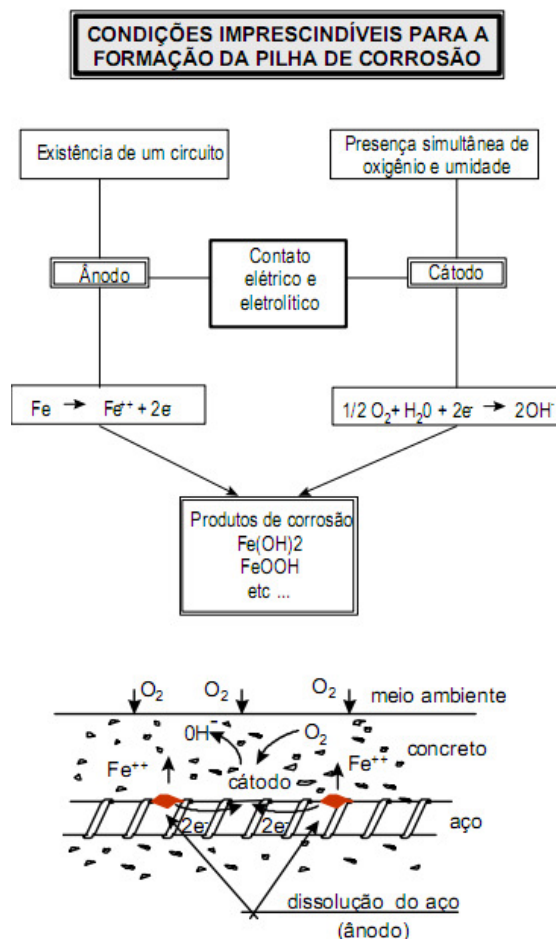 CONDIÇÕES IMPRESCINDÍVEIS PARA A
FORMAÇÃO DA PILHA DE CORROSÃO
Existência de um circuito
Presença simultânea de
oxigênio e umidade
Ânodo
Contato
elétrico e
eletrolítico
Cátodo
Fe → Fe⁺⁺ + 2e⁻
1/2 O₂ + H₂0 + 2e⁻ → 2OH⁻
Produtos de corrosão
Fe(OH)2
FeOOH
etc ...
O₂ O₂ O₂
meio ambiente
0H⁻ O₂
concreto
Fe⁺⁺ Fe⁺⁺
cátodo
2e⁻ 2e⁻
aço
dissolução do aço
(ânodo)